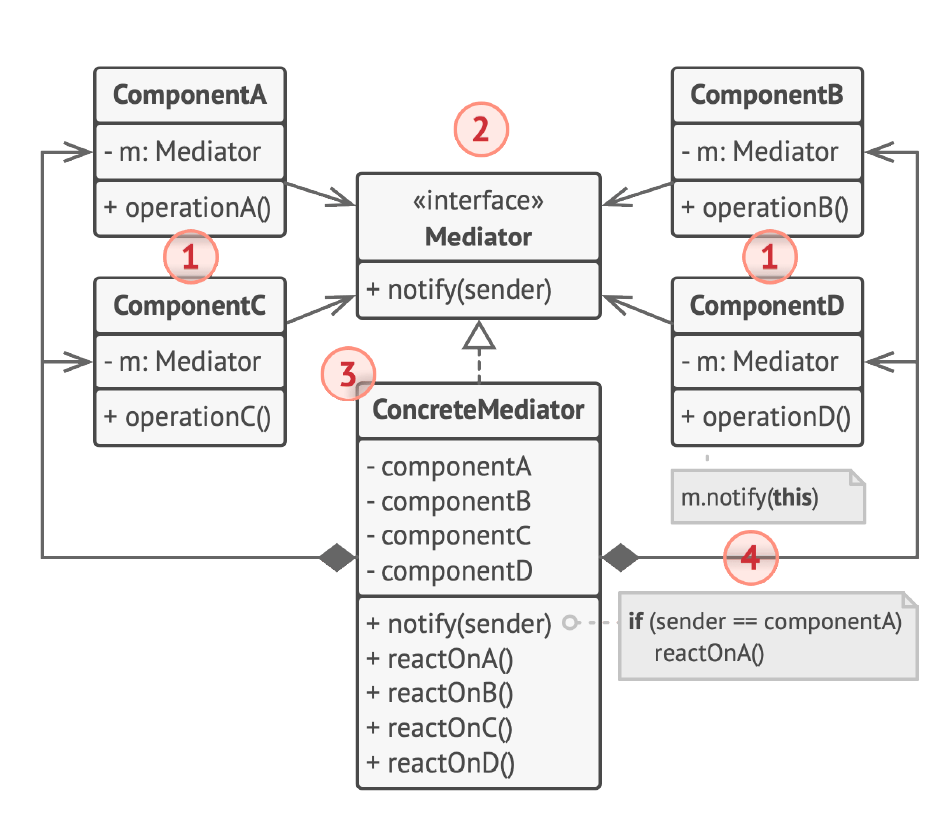 ComponentA
- m: Mediator
+ operationA()
1
ComponentC
- m: Mediator
+ operationC()
2
«interface»
Mediator
+ notify(sender)
3
ConcreteMediator
- componentA
- componentB
- componentC
- componentD
+ notify(sender)
+ reactOnA()
+ reactOnB()
+ reactOnC()
+ reactOnD()
ComponentB
- m: Mediator
+ operationB()
1
ComponentD
- m: Mediator
+ operationD()
m.notify(this)
4
if (sender == componentA)
reactOnA()